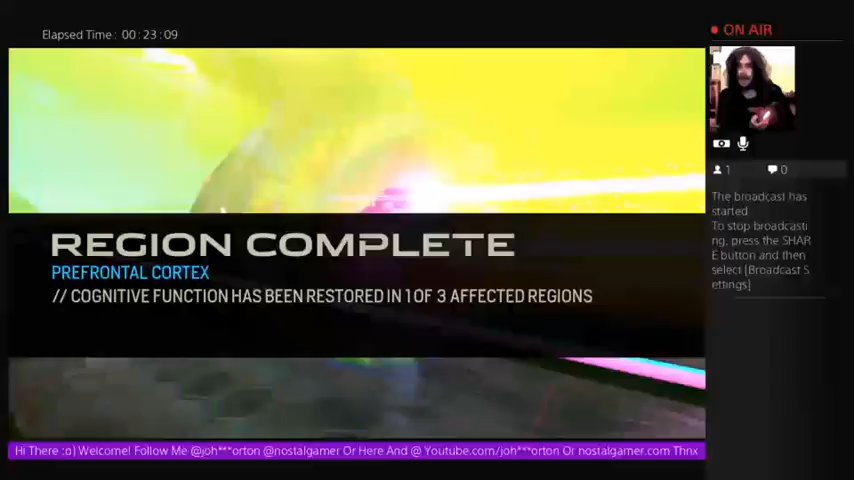 Elapsed Time: 00:23:09
ON AIR
REGION COMPLETE
PREFRONTAL CORTEX
// COGNITIVE FUNCTION HAS BEEN RESTORED IN 1 OF 3 AFFECTED REGIONS
1 0
The broadcast has
started
To stop broadcasti
ng, press the SHAR
E button and then
select [Broadcast S
ettings]
Hi There :o) Welcome! Follow Me @joh***orton @nostalgamer Or Here And @ Youtube.com/joh***orton Or nostalgamer.com Thnx